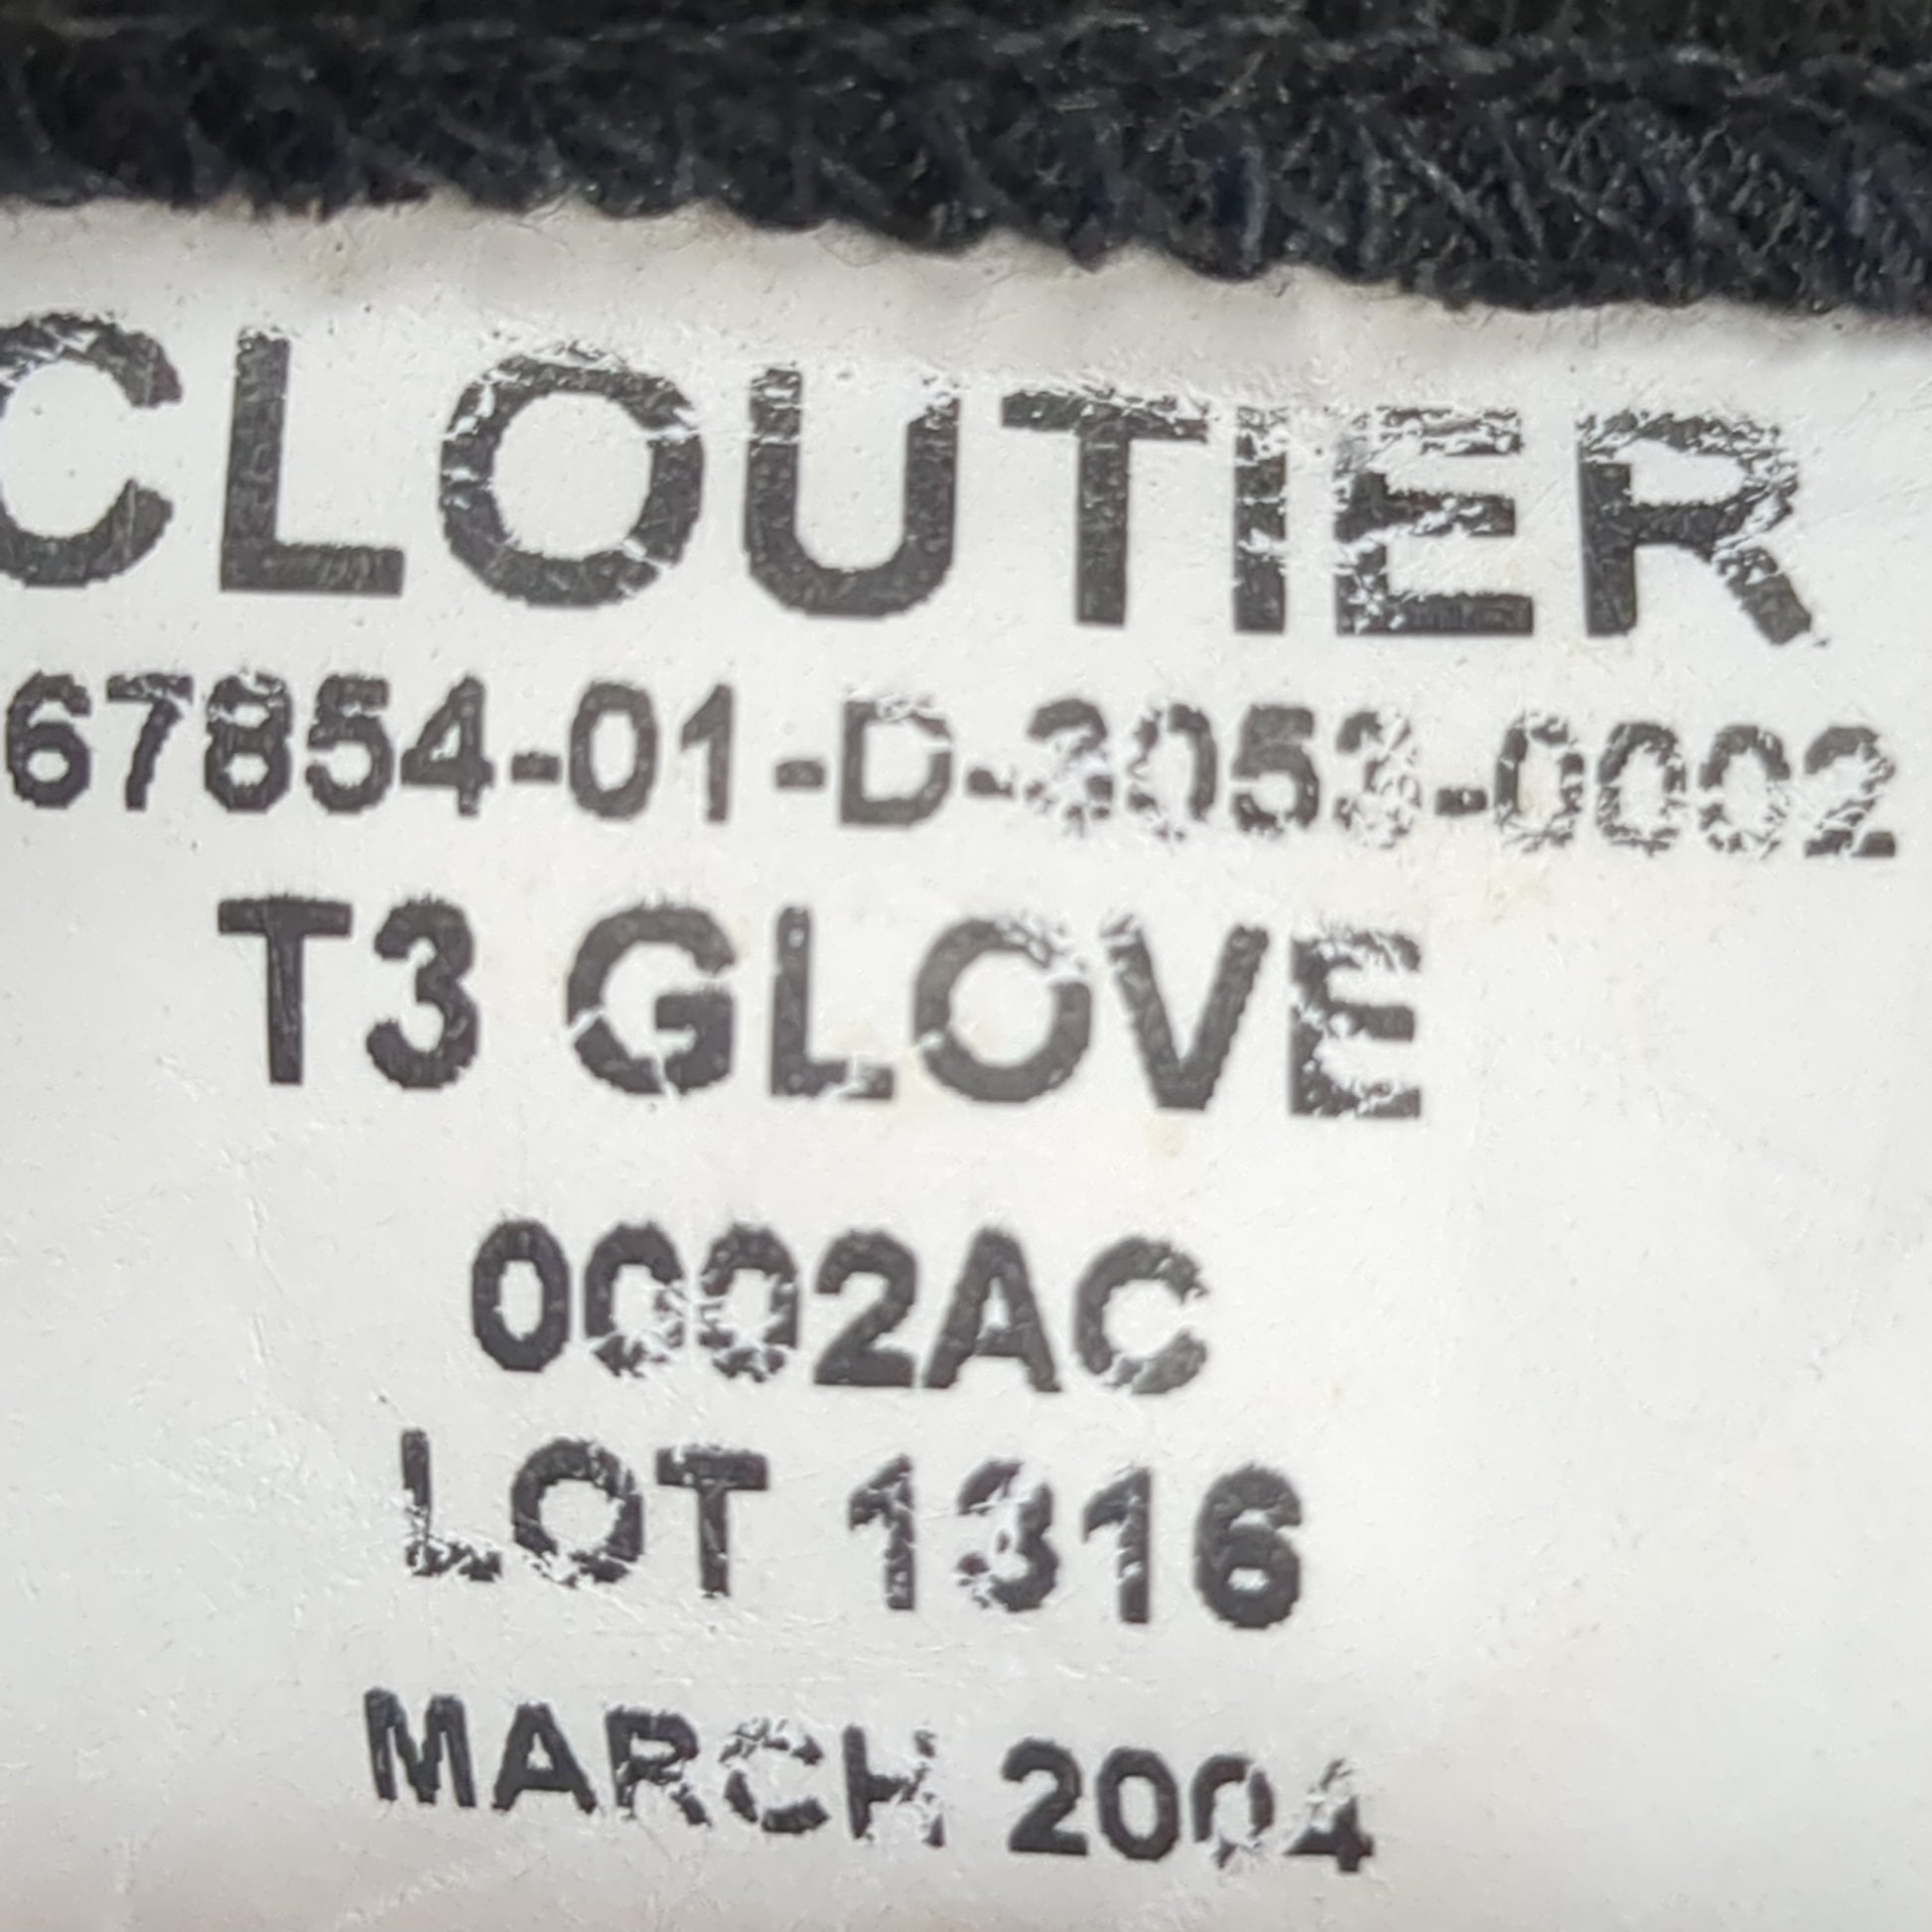 CLOUTIER
67854-01-D-3053-0002
T3 GLOVE
0002AC
LOT 1316
MARCH 2004